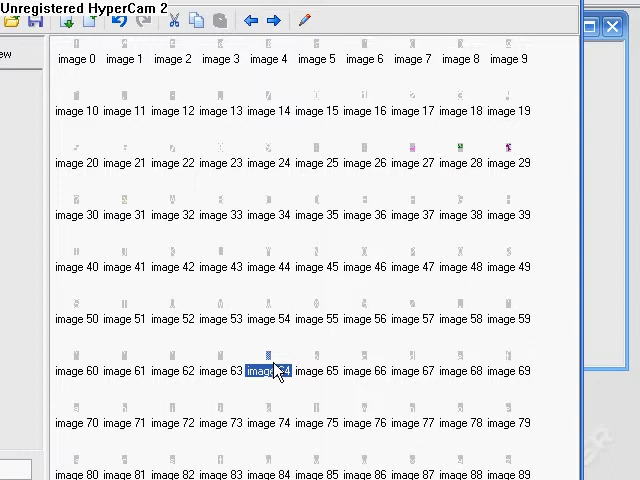 Unregistered HyperCam 2
ew
image 0 image 1 image 2 image 3 image 4 image 5 image 6 image 7 image 8 image 9
image 10 image 11 image 12 image 13 image 14 image 15 image 16 image 17 image 18 image 19
image 20 image 21 image 22 image 23 image 24 image 25 image 26 image 27 image 28 image 29
image 30 image 31 image 32 image 33 image 34 image 35 image 36 image 37 image 38 image 39
image 40 image 41 image 42 image 43 image 44 image 45 image 46 image 47 image 48 image 49
image 50 image 51 image 52 image 53 image 54 image 55 image 56 image 57 image 58 image 59
image 60 image 61 image 62 image 63 image 64 image 65 image 66 image 67 image 68 image 69
image 70 image 71 image 72 image 73 image 74 image 75 image 76 image 77 image 78 image 79
image 80 image 81 image 82 image 83 image 84 image 85 image 86 image 87 image 88 image 89